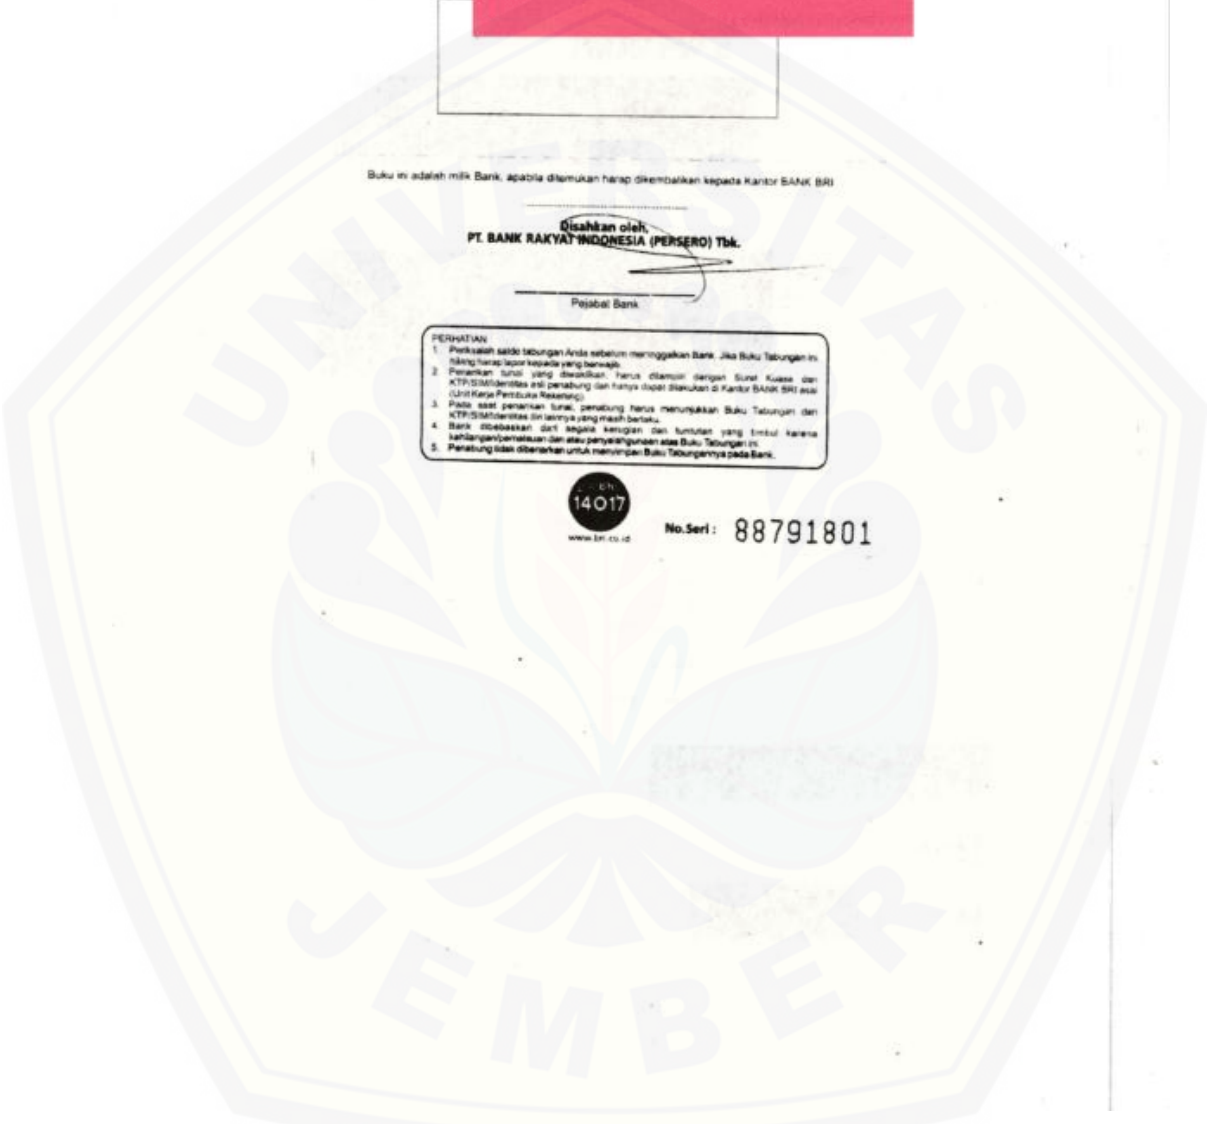 Buku ini adalah milik Bank, apabila ditemukan harap dikembalikan kepada Kantor BANK BRI
Disahkan oleh,
PT. BANK RAKYAT INDONESIA (PERSERO) Tbk.
Pejabat Bank
PERHATIAN
1. Periksalah saldo tabungan Anda sebelum meninggalkan Bank. Jika Buku Tabungan ini
hilang harap lapor kepada yang berwajib.
2. Penarikan tunai yang diwakilkan, harus dilampiri dengan Surat Kuasa dan
KTP/SIM/Identitas asli penabung dan hanya dapat dilakukan di Kantor BANK BRI asal
(Unit Kerja Pembuka Rekening).
3. Pada saat penarikan tunai, penabung harus menunjukkan Buku Tabungan dan
KTP/SIM/Identitas diri lainnya yang masih berlaku.
4. Bank dibebaskan dari segala kerugian dan tuntutan yang timbul karena
kehilangan/pemalsuan dan atau penyalahgunaan atas Buku Tabungan ini.
5. Penabung tidak dibenarkan untuk menyimpan Buku Tabungannya pada Bank.
14017
www.bri.co.id
No.Seri : 88791801
UNIVERSITAS
JEMBER